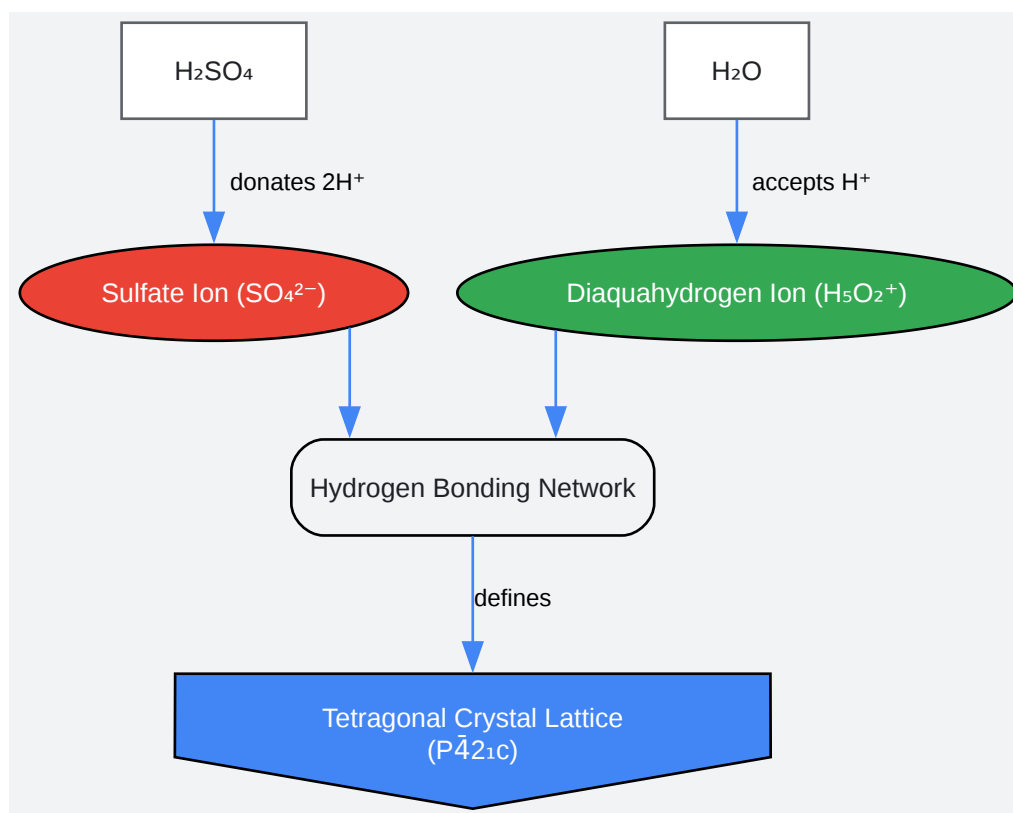 H₂SO₄
H₂O
donates 2H⁺
accepts H⁺
Sulfate Ion (SO₄²⁻)
Diaquahydrogen Ion (H₅O₂⁺)
Hydrogen Bonding Network
defines
Tetragonal Crystal Lattice
(P4̄2₁c)